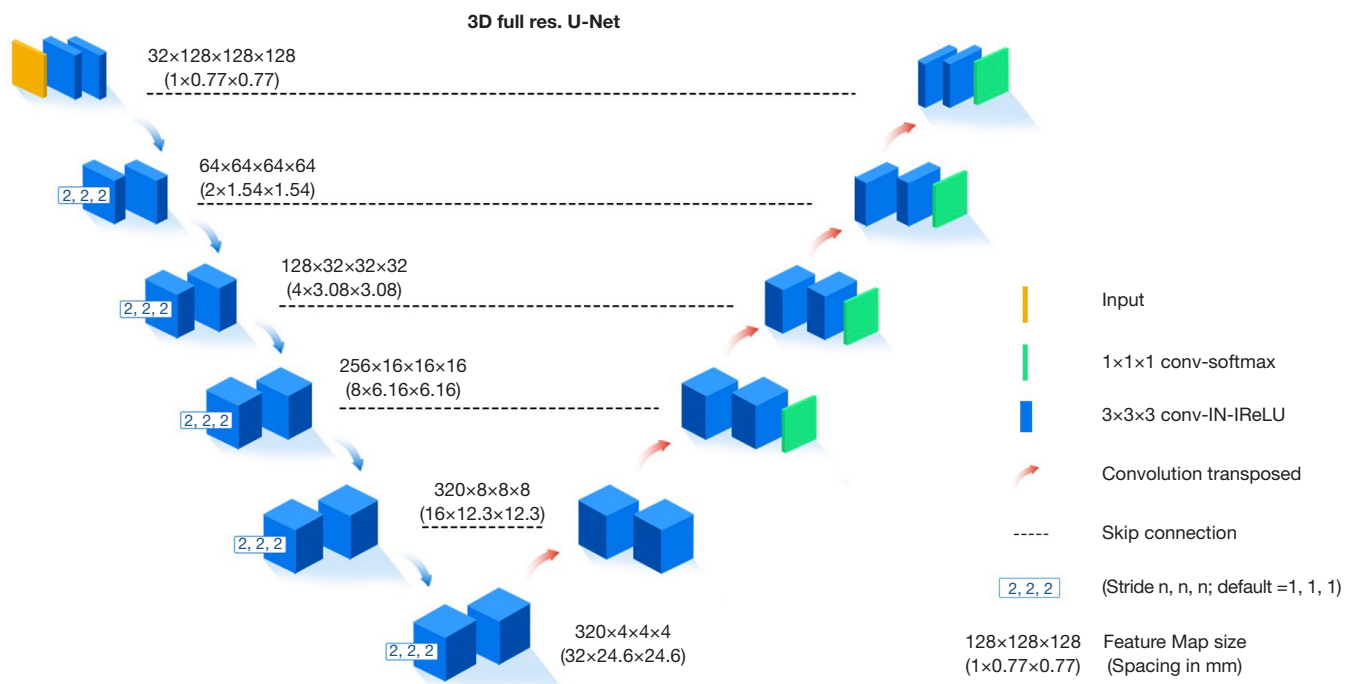 3D full res. U-Net
32×128×128×128
(1×0.77×0.77)
64×64×64×64
(2×1.54×1.54)
2, 2, 2
128×32×32×32
(4×3.08×3.08)
2, 2, 2
256×16×16×16
(8×6.16×6.16)
2, 2, 2
320×8×8×8
(16×12.3×12.3)
2, 2, 2
320×4×4×4
(32×24.6×24.6)
2, 2, 2
Input
1×1×1 conv-softmax
3×3×3 conv-IN-lReLU
Convolution transposed
Skip connection
2, 2, 2 (Stride n, n, n; default =1, 1, 1)
128×128×128 Feature Map size
(1×0.77×0.77) (Spacing in mm)